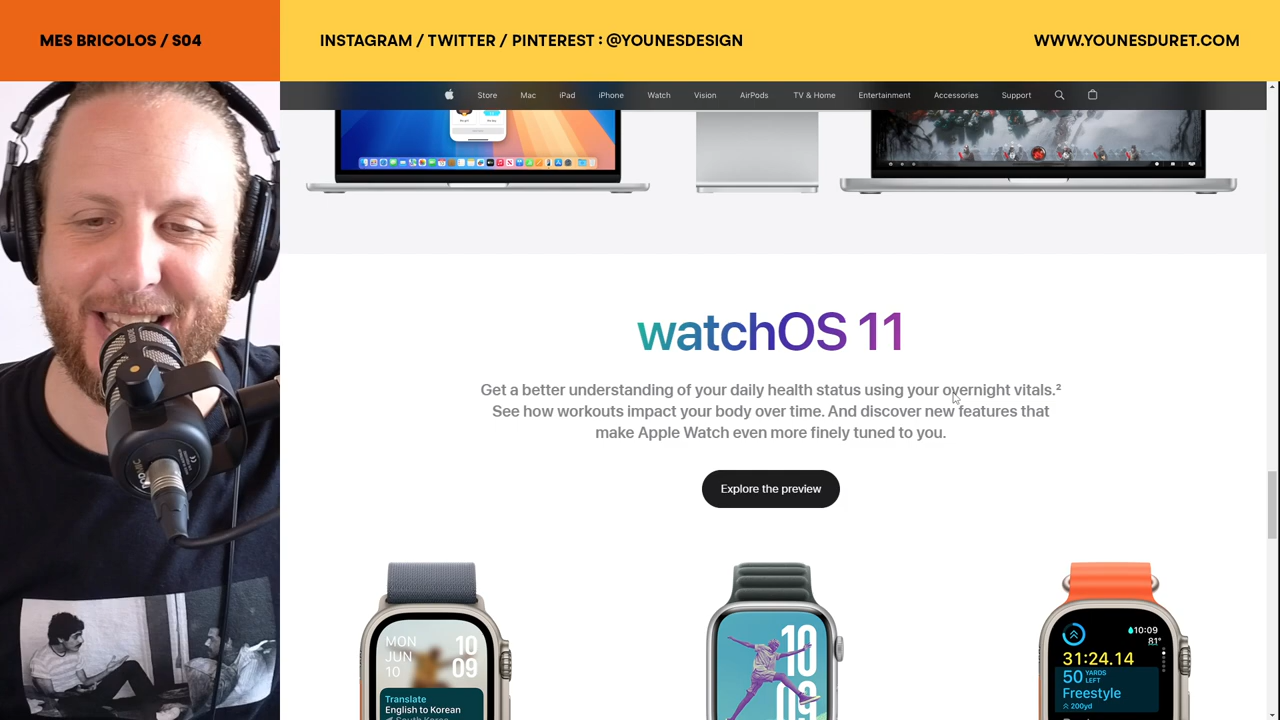 MES BRICOLOS / S04
INSTAGRAM / TWITTER / PINTEREST : @YOUNESDESIGN
WWW.YOUNESDURET.COM
Store Mac iPad iPhone Watch Vision AirPods TV & Home Entertainment Accessories Support
watchOS 11
Get a better understanding of your daily health status using your overnight vitals.²
See how workouts impact your body over time. And discover new features that
make Apple Watch even more finely tuned to you.
Explore the preview
MON
JUN
10
10
09
Translate
English to Korean
South Korea
10
09
10:09
81°
31:24.14
50 YARDS
LEFT
Freestyle
200yd